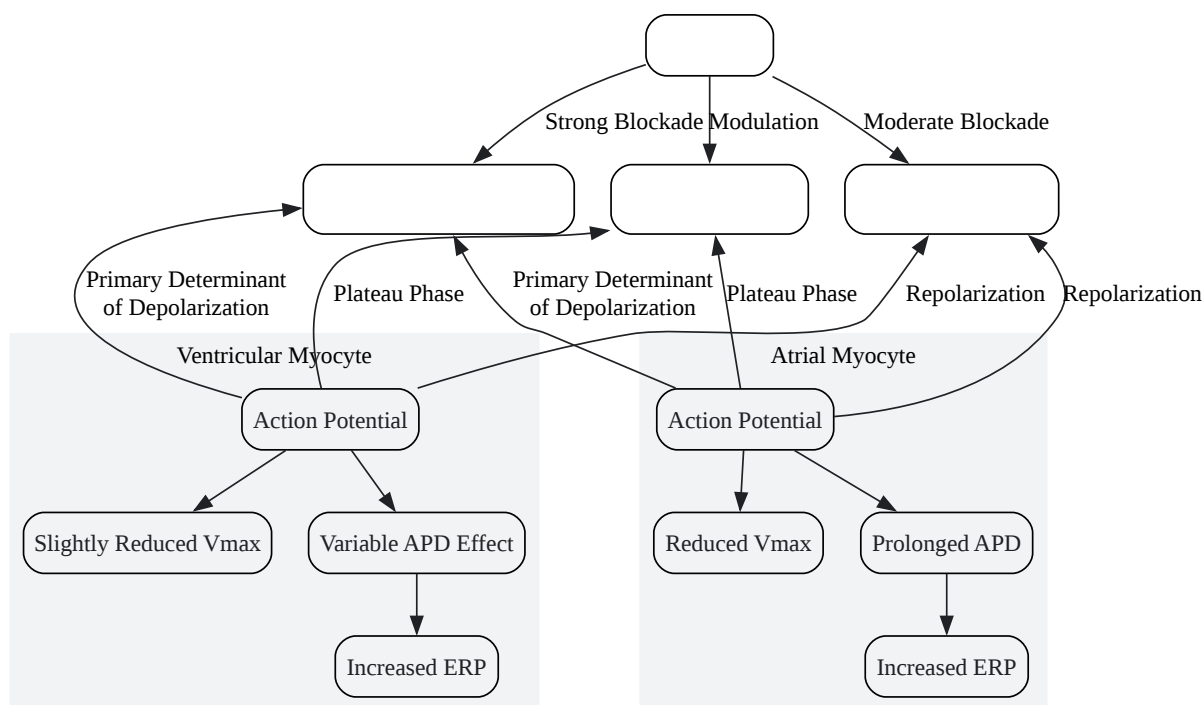 Strong Blockade
Modulation
Moderate Blockade
Primary Determinant
of Depolarization
Plateau Phase
Primary Determinant
of Depolarization
Plateau Phase
Repolarization
Repolarization
Ventricular Myocyte
Atrial Myocyte
Action Potential
Action Potential
Slightly Reduced Vmax
Variable APD Effect
Reduced Vmax
Prolonged APD
Increased ERP
Increased ERP